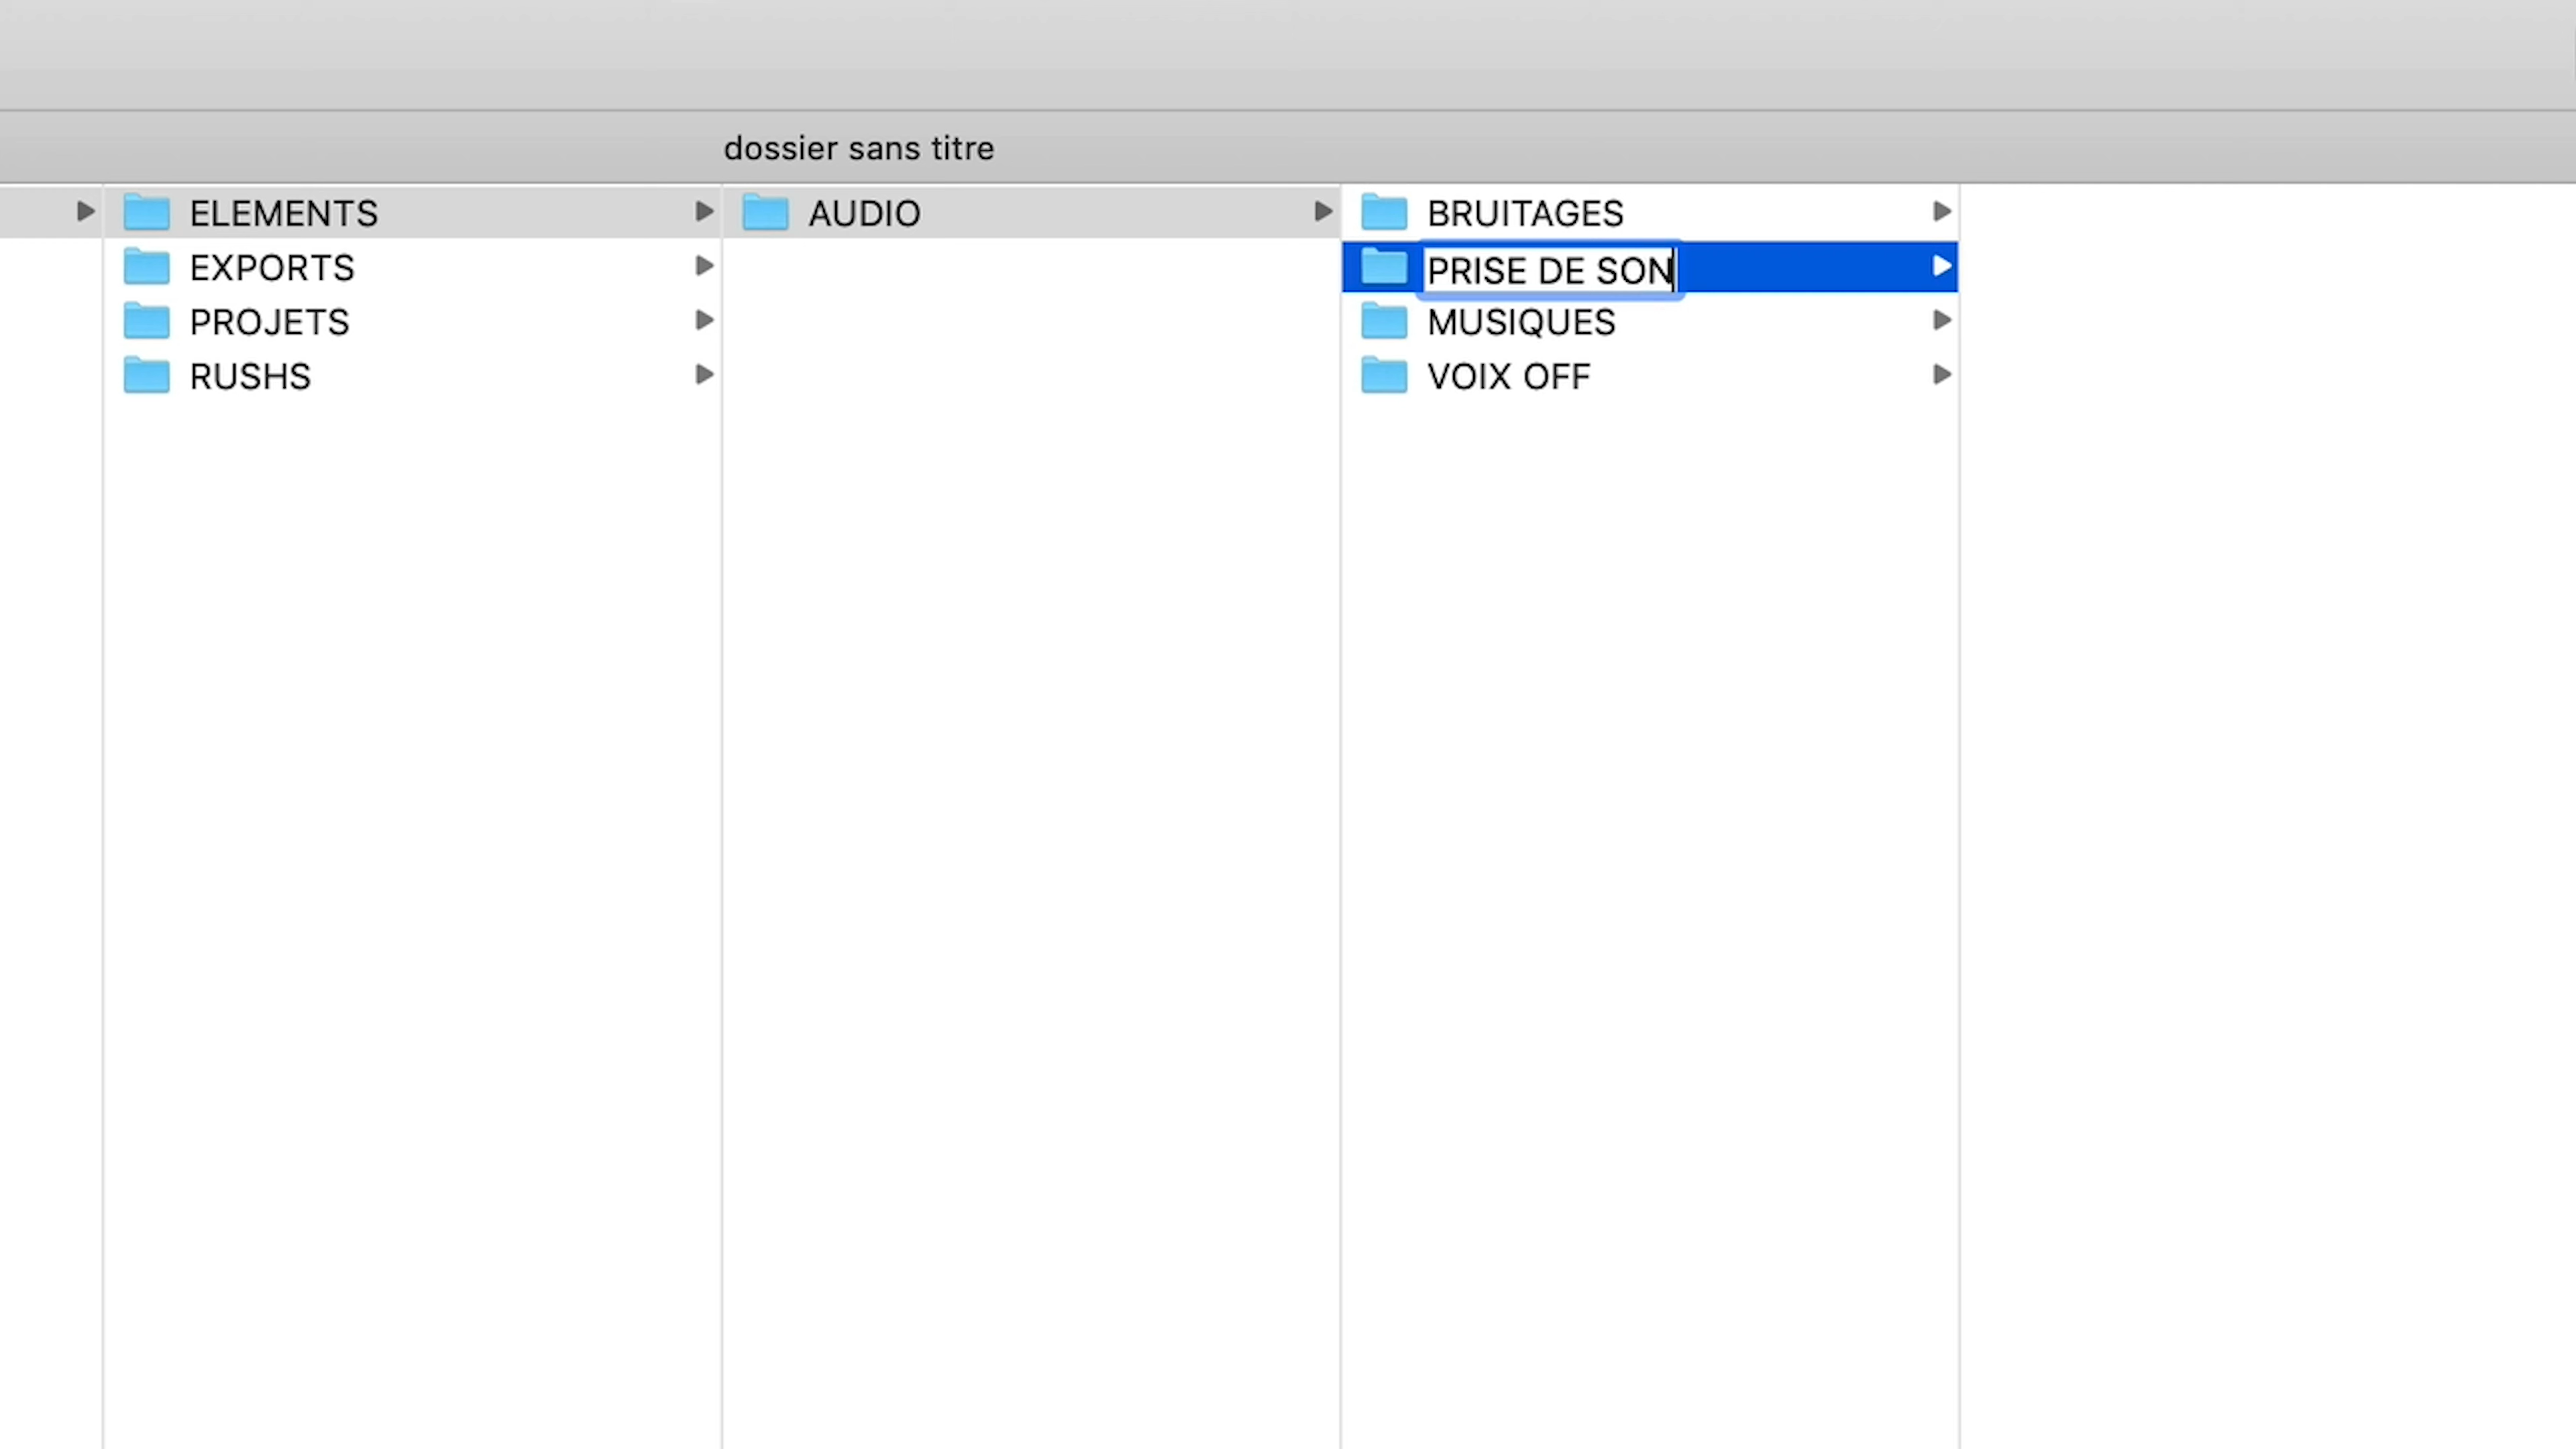 dossier sans titre
ELEMENTS
EXPORTS
PROJETS
RUSHS
AUDIO
BRUITAGES
PRISE DE SON
MUSIQUES
VOIX OFF